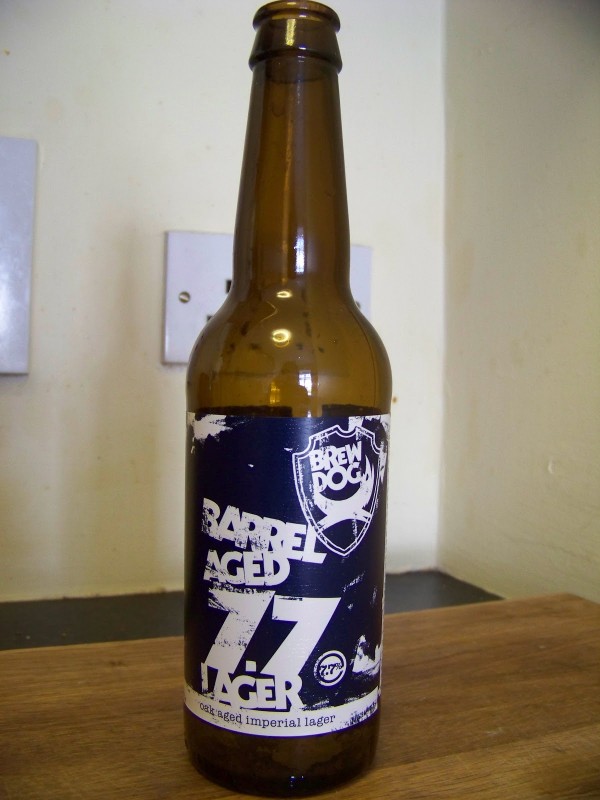 BREW
DOG
BARREL
AGED
7.7
LAGER
7.7%
oak aged imperial lager